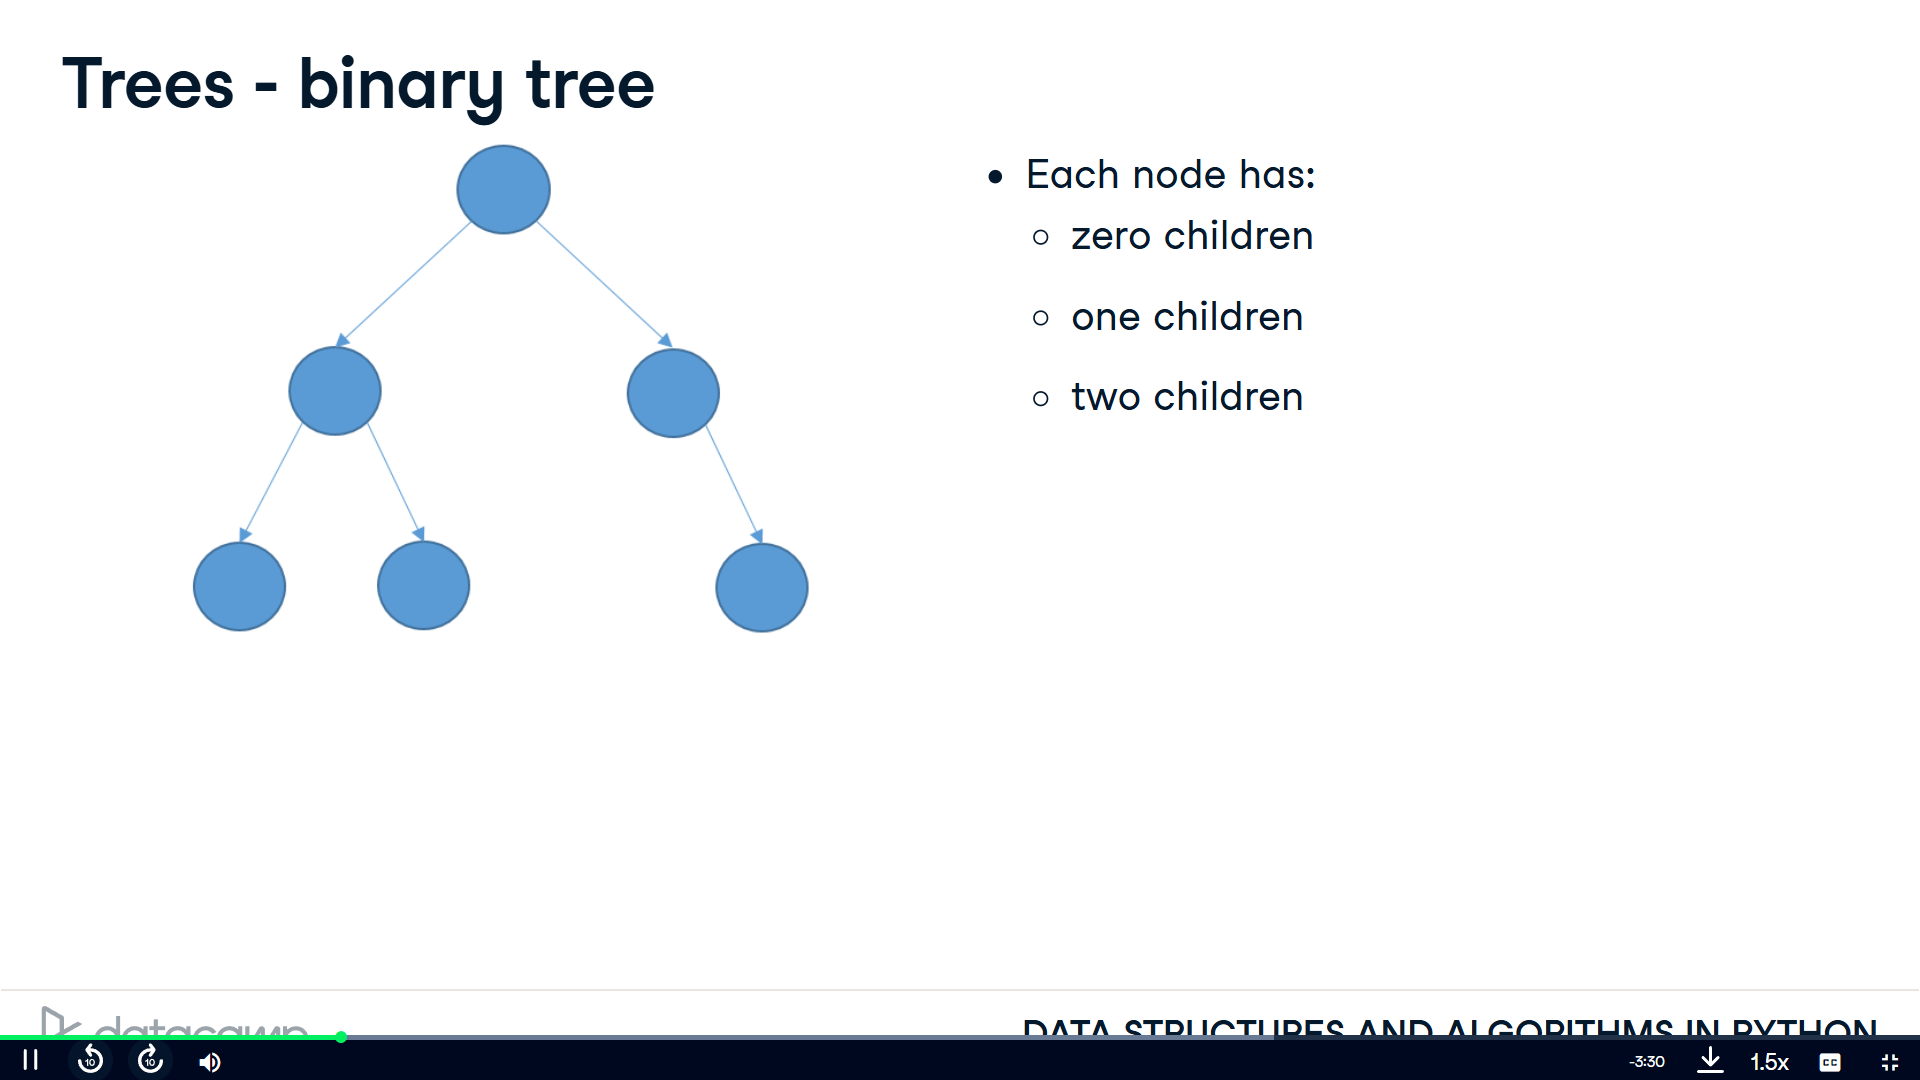 Trees - binary tree
Each node has:
zero children
one children
two children
datacamp
DATA STRUCTURES AND ALGORITHMS IN PYTHON
10
10
-3:30
1.5x
CC